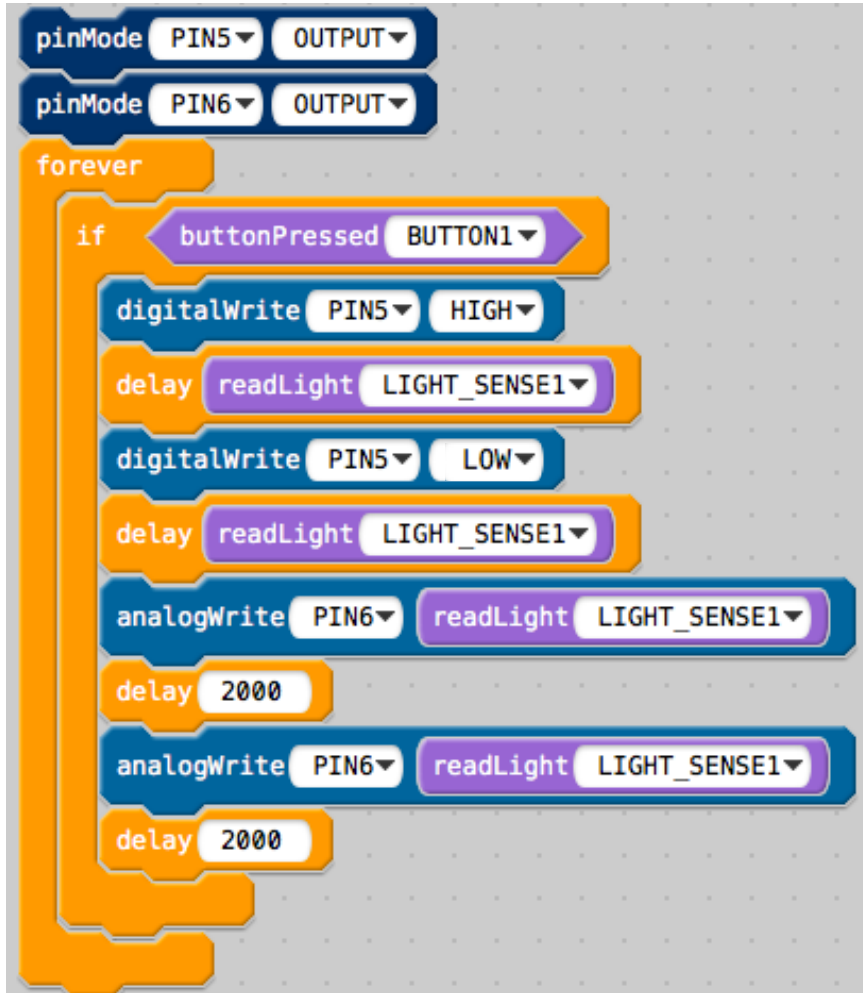 pinMode PIN5 OUTPUT
pinMode PIN6 OUTPUT
forever
if buttonPressed BUTTON1
digitalWrite PIN5 HIGH
delay readLight LIGHT_SENSE1
digitalWrite PIN5 LOW
delay readLight LIGHT_SENSE1
analogWrite PIN6 readLight LIGHT_SENSE1
delay 2000
analogWrite PIN6 readLight LIGHT_SENSE1
delay 2000